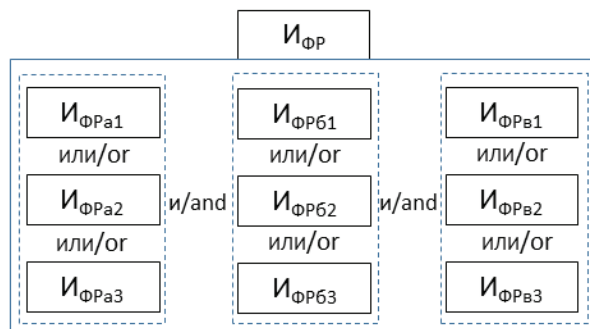 И_ФР
И_ФРа1 И_ФРб1 И_ФРв1
или/or или/or или/or
И_ФРа2 и/and И_ФРб2 и/and И_ФРв2
или/or или/or или/or
И_ФРа3 И_ФРб3 И_ФРв3